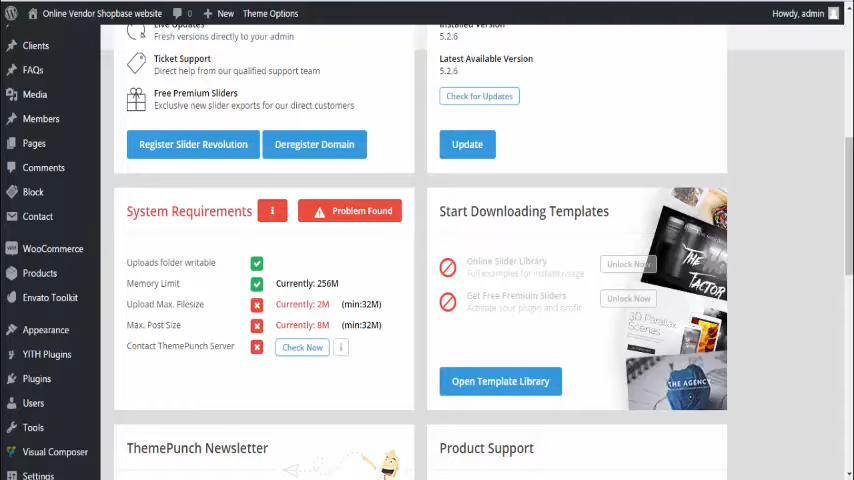 Online Vendor Shopbase website
0
New
Theme Options
Howdy, admin
Clients
FAQs
Media
Members
Pages
Comments
Block
Contact
WooCommerce
Products
Envato Toolkit
Appearance
YITH Plugins
Plugins
Users
Tools
Visual Composer
Settings
Live Updates
Fresh versions directly to your admin
Ticket Support
Direct help from our qualified support team
Free Premium Sliders
Exclusive new slider exports for our direct customers
Register Slider Revolution
Deregister Domain
Installed Version
5.2.6
Latest Available Version
5.2.6
Check for Updates
Update
System Requirements
Problem Found
Uploads folder writable
Memory Limit Currently: 256M
Upload Max. Filesize Currently: 2M (min:32M)
Max. Post Size Currently: 8M (min:32M)
Contact ThemePunch Server Check Now
Start Downloading Templates
Online Slider Library
Full examples for instant usage
Unlock Now
Get Free Premium Sliders
Activate your plugin and profit
Unlock Now
Open Template Library
THE
FACTOR
3D Parallax
Scenes
THE AGENCY
ThemePunch Newsletter
Product Support